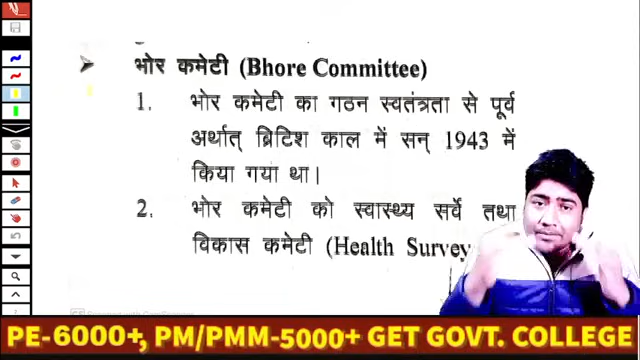 भोर कमेटी (Bhore Committee)
1. भोर कमेटी का गठन स्वतंत्रता से पूर्व
अर्थात् ब्रिटिश काल में सन् 1943 में
किया गया था।
2. भोर कमेटी को स्वास्थ्य सर्वे तथा
विकास कमेटी (Health Survey
PE-6000+, PM/PMM-5000+ GET GOVT. COLLEGE